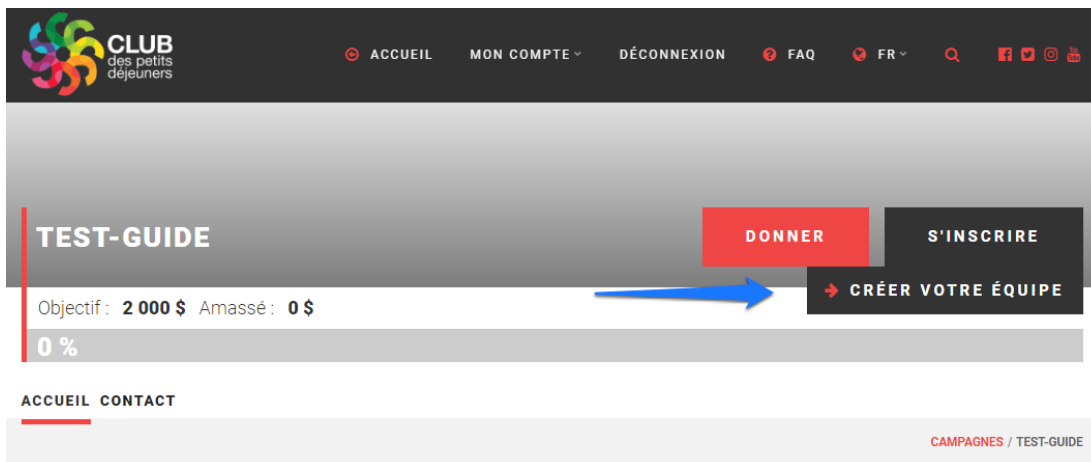 CLUB
des petits
déjeuners
ACCUEIL MON COMPTE DÉCONNEXION FAQ FR
TEST-GUIDE
DONNER S'INSCRIRE
CRÉER VOTRE ÉQUIPE
Objectif : 2 000 $ Amassé : 0 $
0 %
ACCUEIL CONTACT
CAMPAGNES / TEST-GUIDE